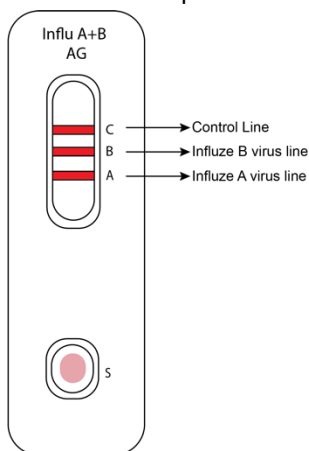 Influ A+B
AG
C Control Line
B Influze B virus line
A Influze A virus line
S